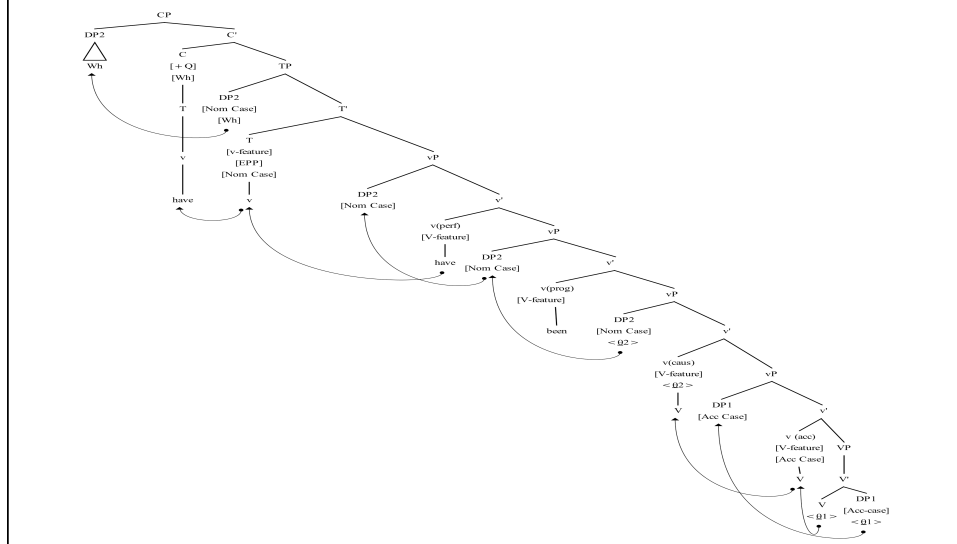 CP
DP2 C'
Wh
C
[+Q]
[Wh]
TP
DP2
[Nom Case]
[Wh]
T
T'
T
[v-feature]
[EPP]
[Nom Case]
v
vP
have
v
DP2
[Nom Case]
v'
v(perf)
[V-feature]
have
vP
DP2
[Nom Case]
v'
v(prog)
[V-feature]
been
vP
DP2
[Nom Case]
<θ2>
v'
v(caus)
[V-feature]
<θ2>
V
vP
DP1
[Acc Case]
v'
v (acc)
[V-feature]
[Acc Case]
V
VP
V'
V
<θ1>
DP1
[Acc-case]
<θ1>